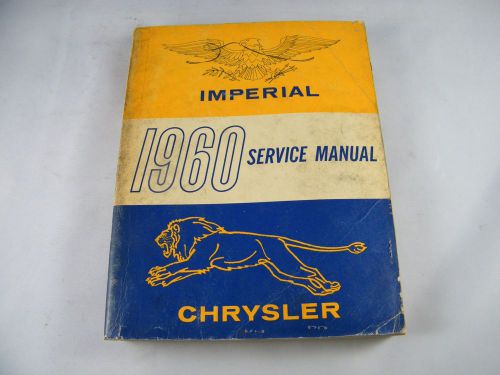 IMPERIAL
1960 SERVICE MANUAL
CHRYSLER